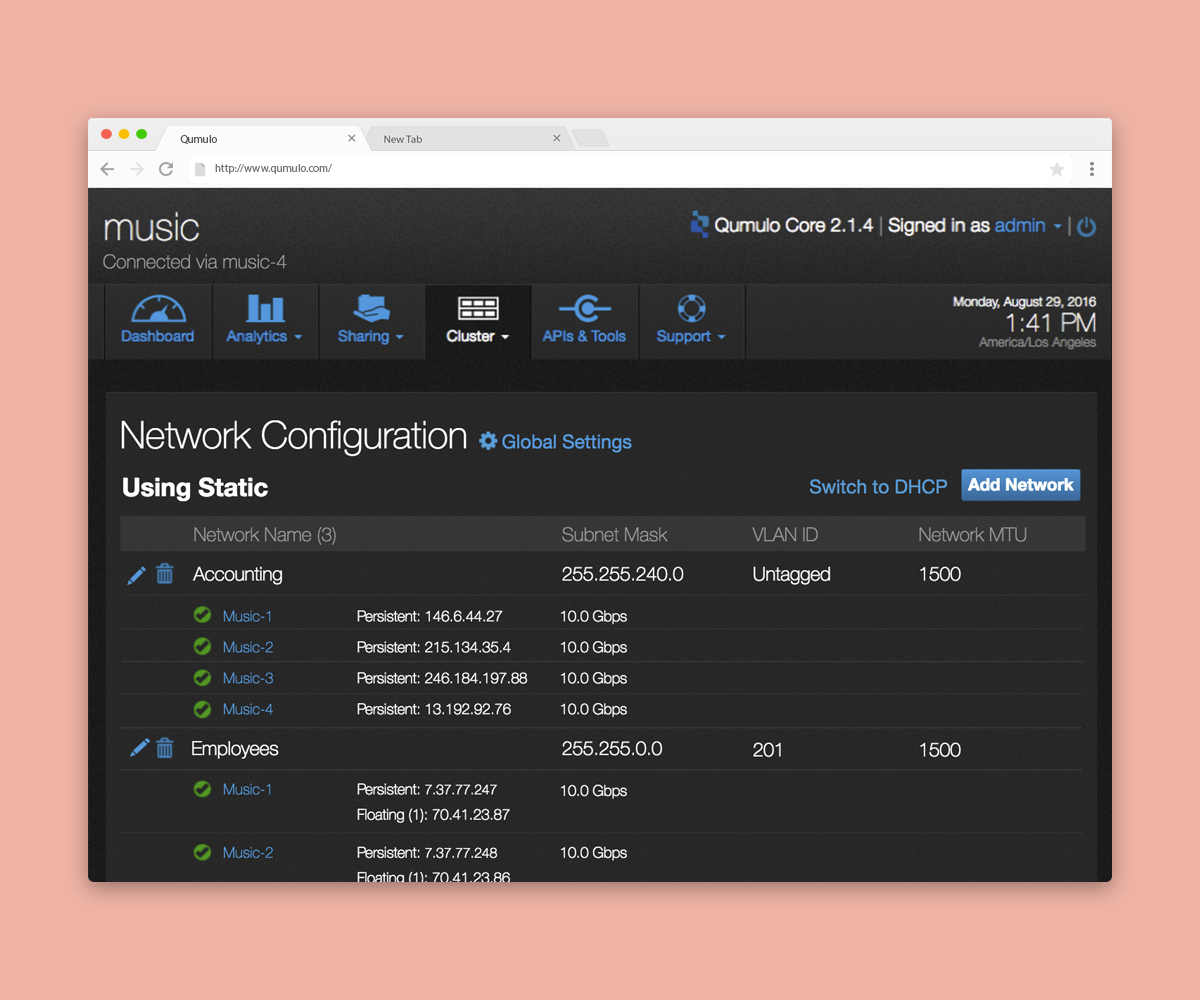 Qumulo
New Tab
http://www.qumulo.com/
music
Connected via music-4
Qumulo Core 2.1.4 | Signed in as admin |
Dashboard
Analytics
Sharing
Cluster
APIs & Tools
Support
Monday, August 29, 2016
1:41 PM
America/Los Angeles
Network Configuration Global Settings
Using Static
Switch to DHCP
Add Network
Network Name (3) Subnet Mask VLAN ID Network MTU
Accounting 255.255.240.0 Untagged 1500
Music-1 Persistent: 146.6.44.27 10.0 Gbps
Music-2 Persistent: 215.134.35.4 10.0 Gbps
Music-3 Persistent: 246.184.197.88 10.0 Gbps
Music-4 Persistent: 13.192.92.76 10.0 Gbps
Employees 255.255.0.0 201 1500
Music-1 Persistent: 7.37.77.247 10.0 Gbps
Floating (1): 70.41.23.87
Music-2 Persistent: 7.37.77.248 10.0 Gbps
Floating (1): 70.41.23.86